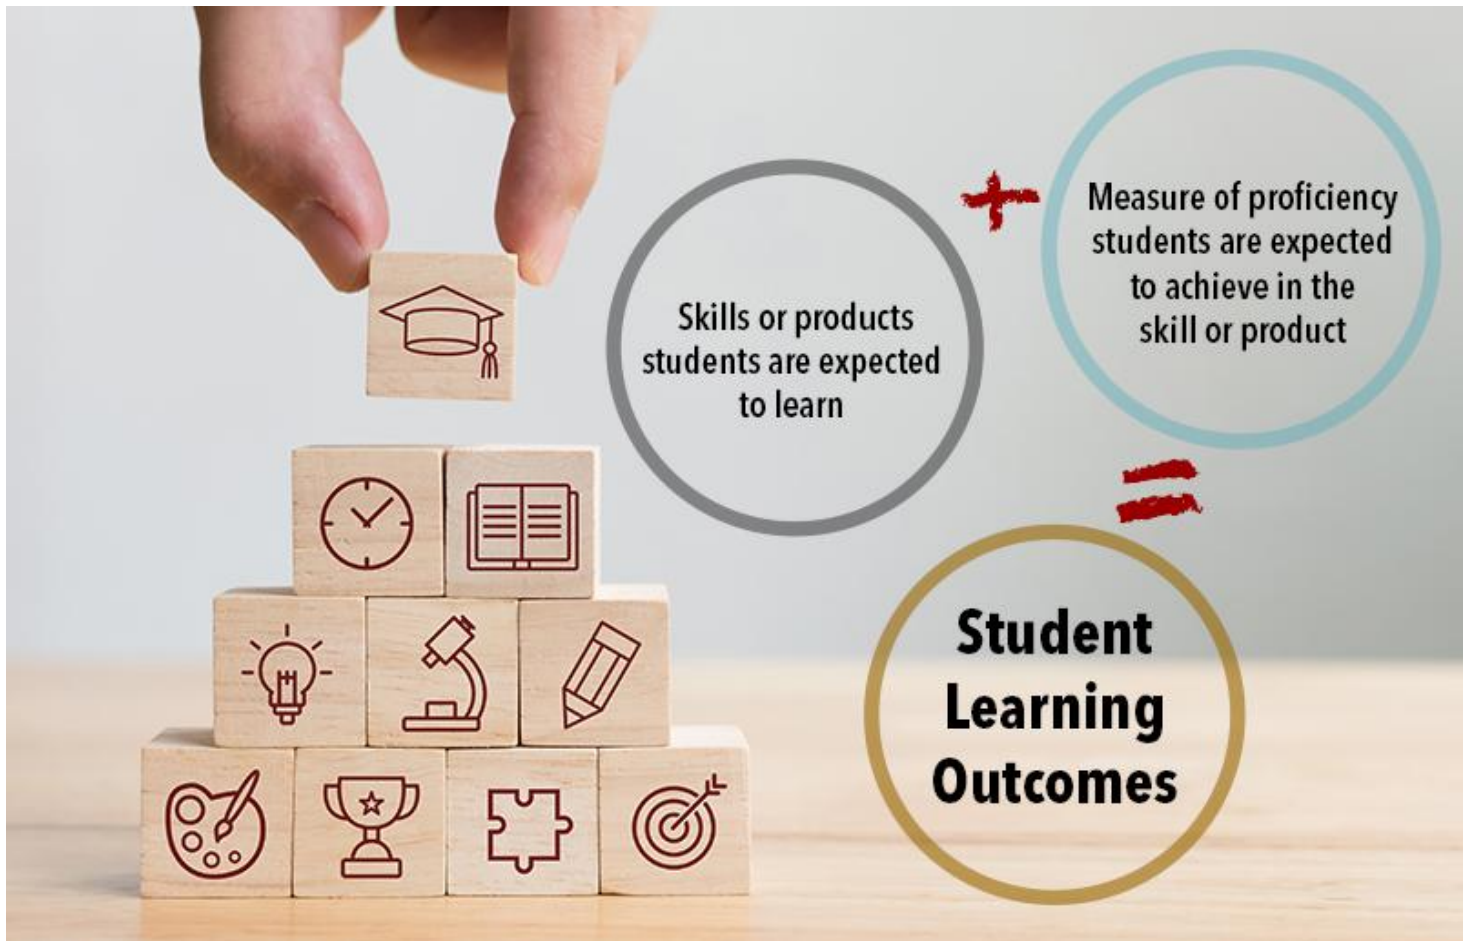 Skills or products
students are expected
to learn
+
Measure of proficiency
students are expected
to achieve in the
skill or product
=
Student
Learning
Outcomes